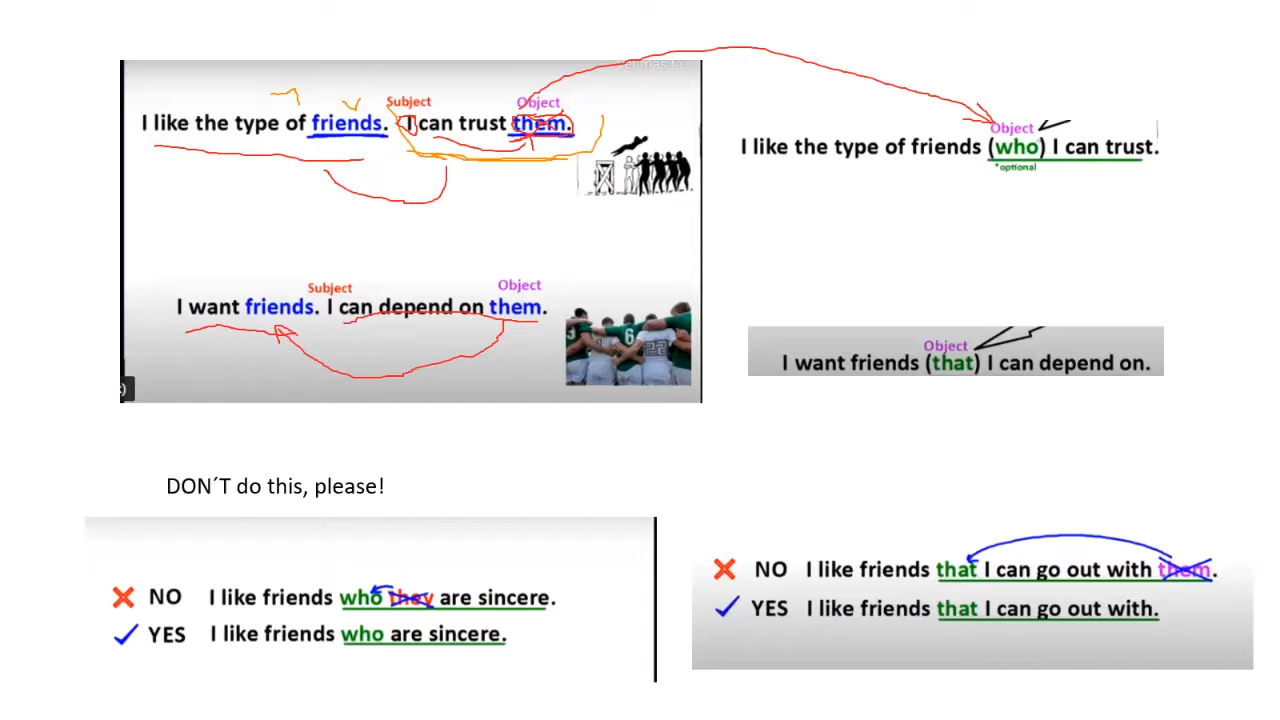 Subject Object
I like the type of friends. I can trust them.
Object
I like the type of friends (who) I can trust.
*optional
Subject Object
I want friends. I can depend on them.
6
22
Object
I want friends (that) I can depend on.
DON´T do this, please!
NO I like friends who they are sincere.
YES I like friends who are sincere.
NO I like friends that I can go out with them.
YES I like friends that I can go out with.